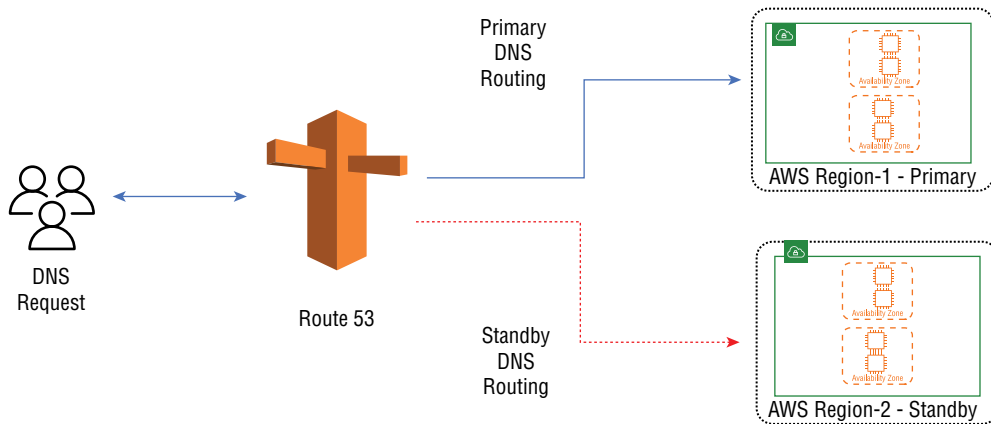 Primary
DNS
Routing
Availability Zone
Availability Zone
AWS Region-1 - Primary
DNS
Request
Route 53
Standby
DNS
Routing
Availability Zone
Availability Zone
AWS Region-2 - Standby